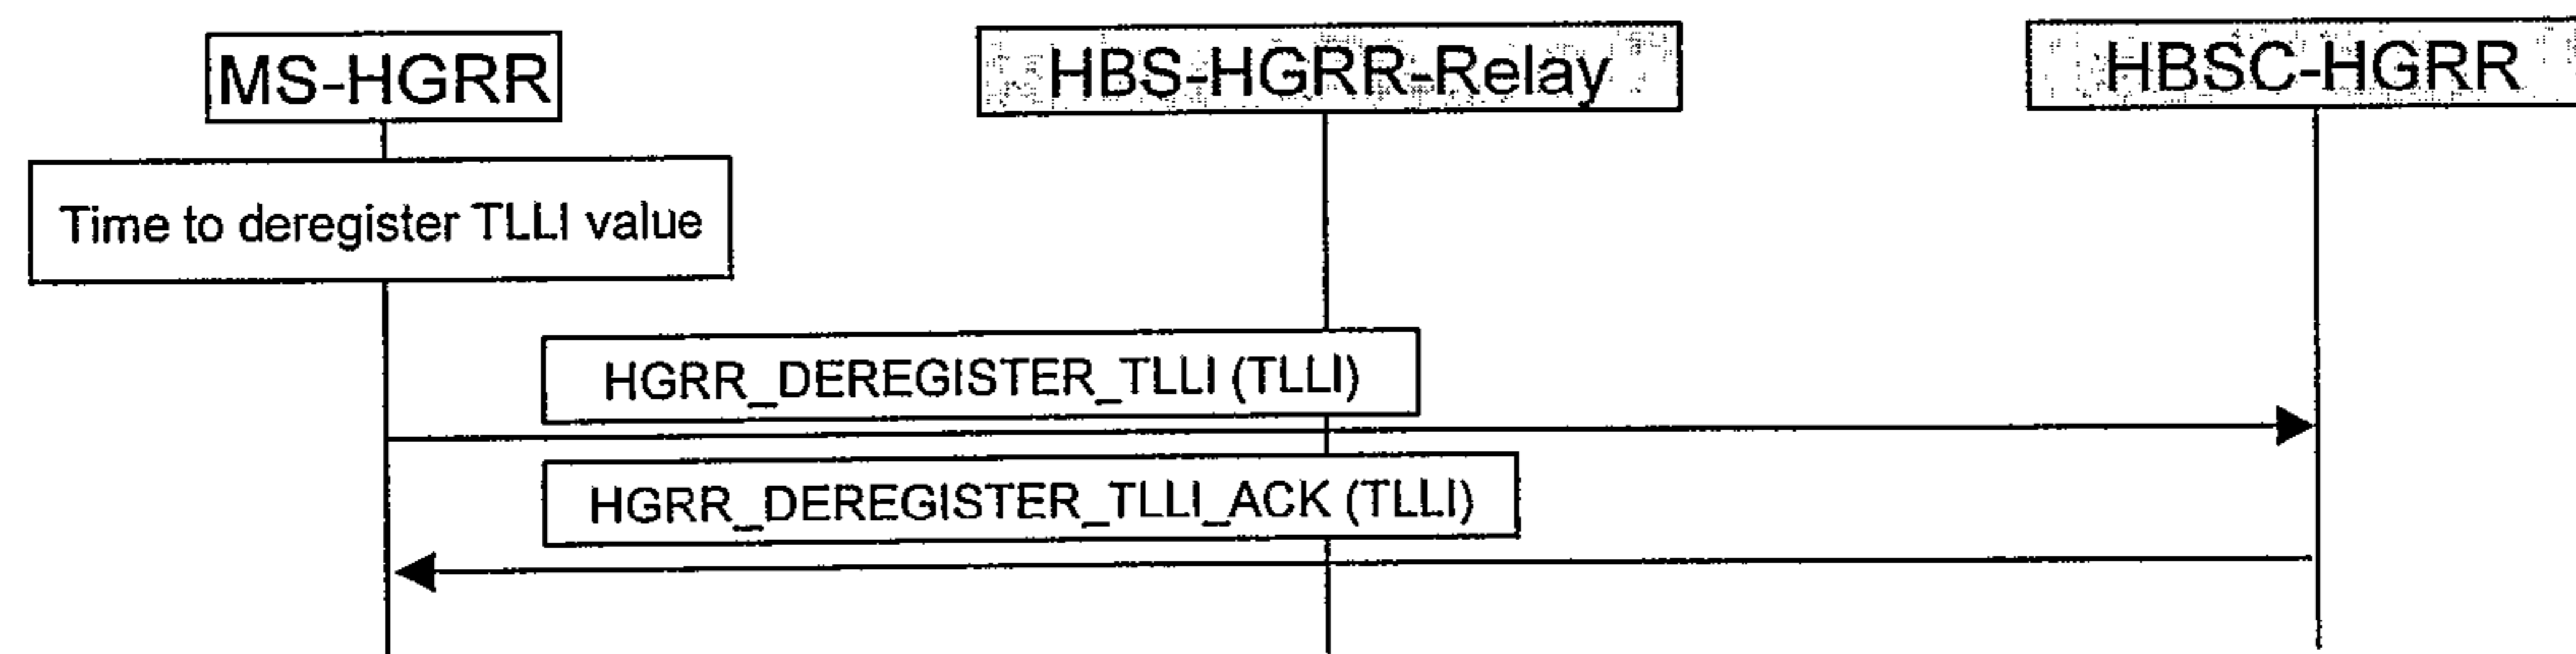 MS-HGRR
HBS-HGRR-Relay
HBSC-HGRR
Time to deregister TLLI value
HGRR_DEREGISTER_TLLI (TLLI)
HGRR_DEREGISTER_TLLI_ACK (TLLI)